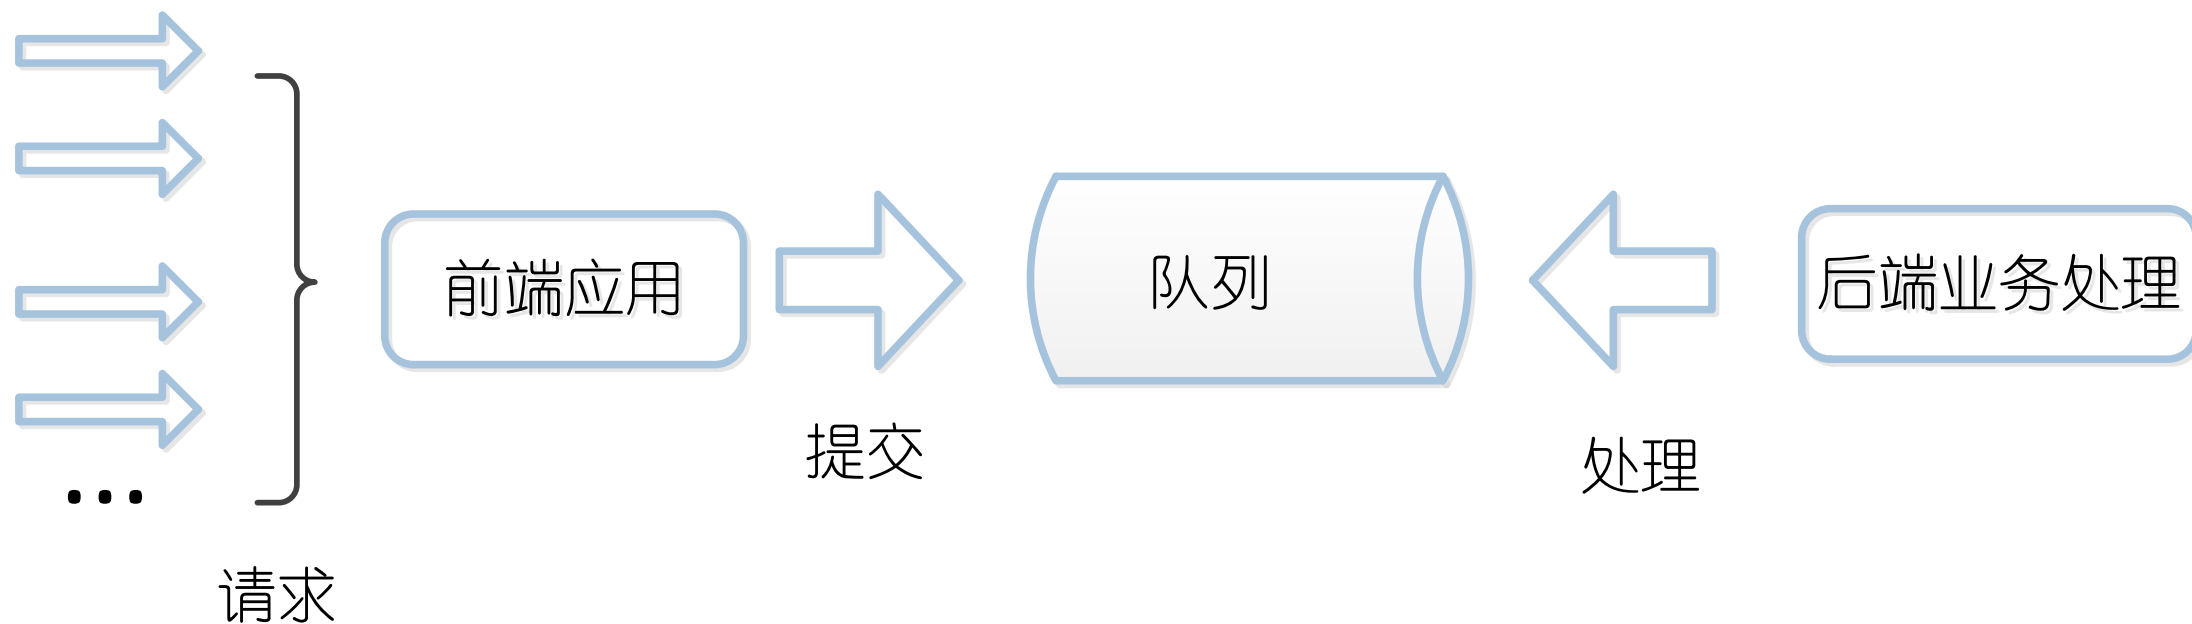 前端应用
队列
后端业务处理
提交
处理
...
请求